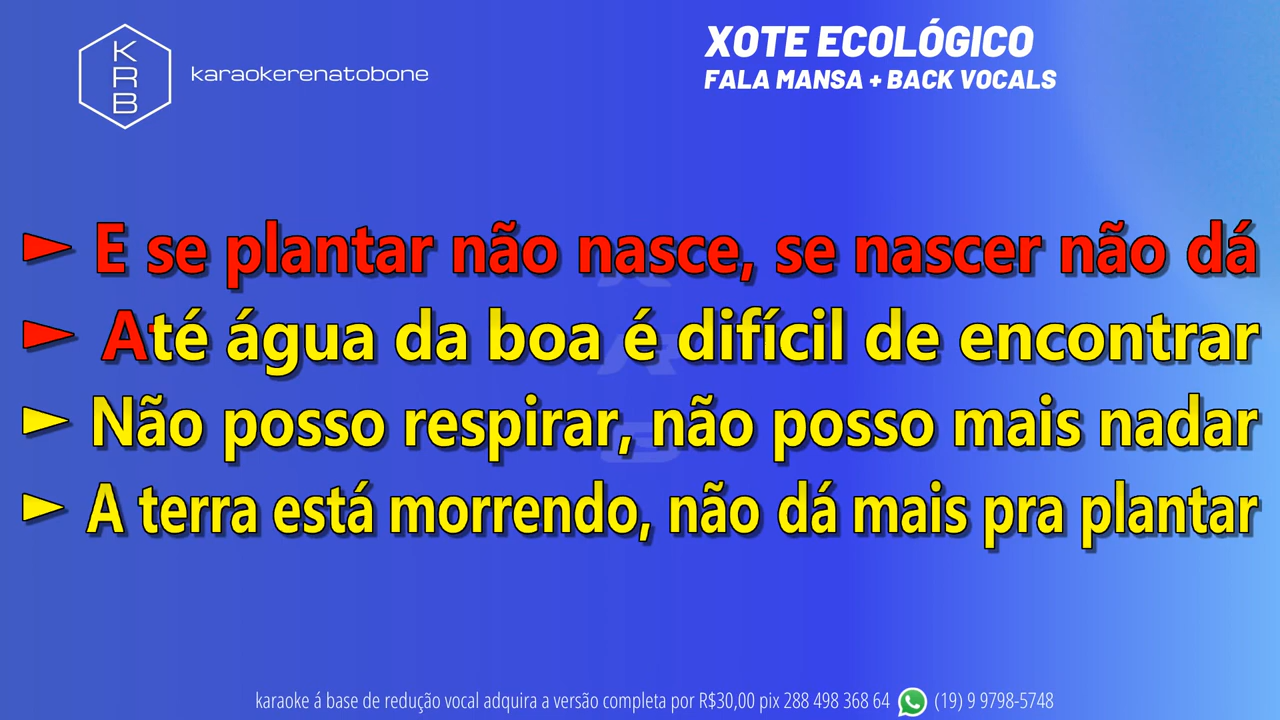 KRB
karaokerenatobone
XOTE ECOLÓGICO
FALA MANSA + BACK VOCALS
► E se plantar não nasce, se nascer não dá
► Até água da boa é difícil de encontrar
► Não posso respirar, não posso mais nadar
► A terra está morrendo, não dá mais pra plantar
karaoke á base de redução vocal adquira a versão completa por R$30,00 pix 288 498 368 64 (19) 9 9798-5748